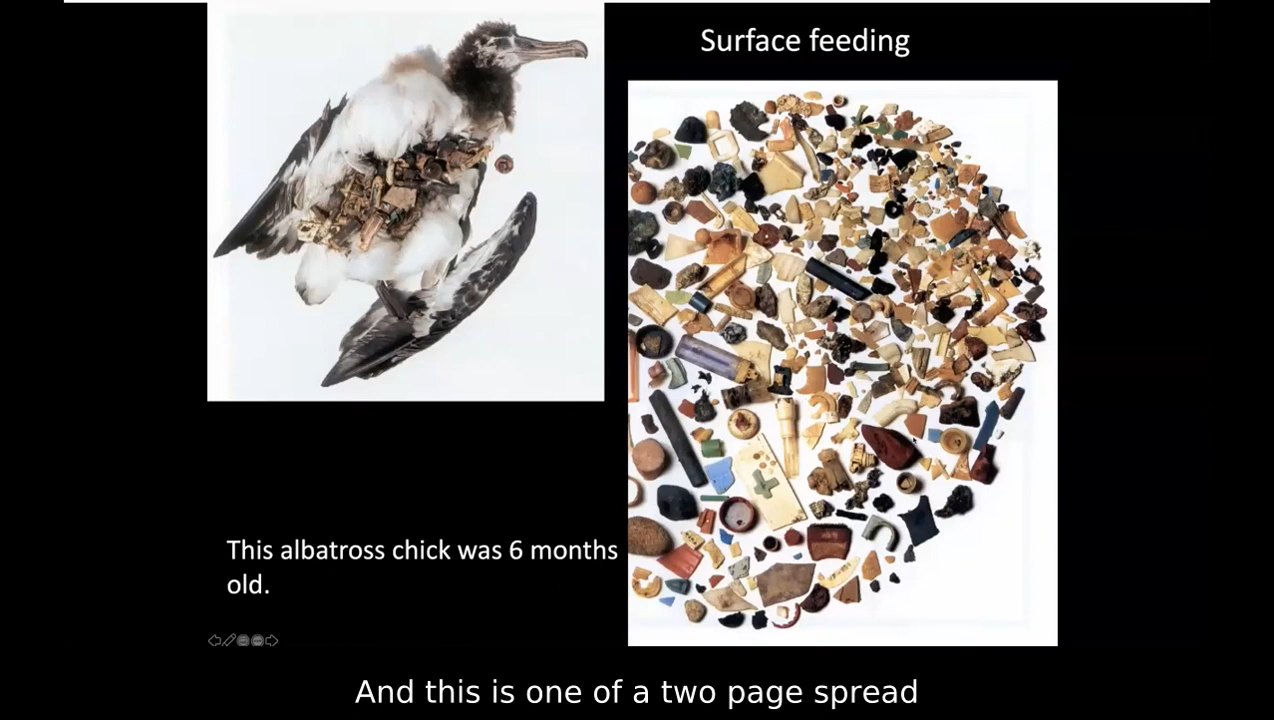 Surface feeding
This albatross chick was 6 months
old.
And this is one of a two page spread